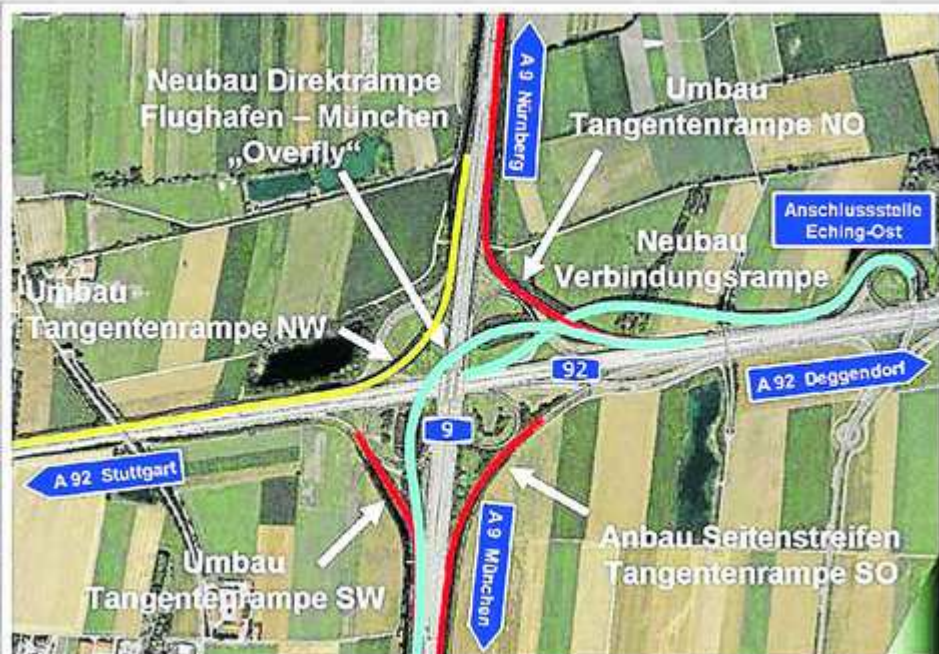 Neubau Direktrampe
Flughafen – München
„Overfly“
A 9 Nürnberg
Umbau
Tangentenrampe NO
Anschlussstelle
Eching-Ost
Neubau
Verbindungsrampe
Umbau
Tangentenrampe NW
92
A 92 Deggendorf
9
A 92 Stuttgart
A 9 München
Anbau Seitenstreifen
Tangentenrampe SO
Umbau
Tangentenrampe SW